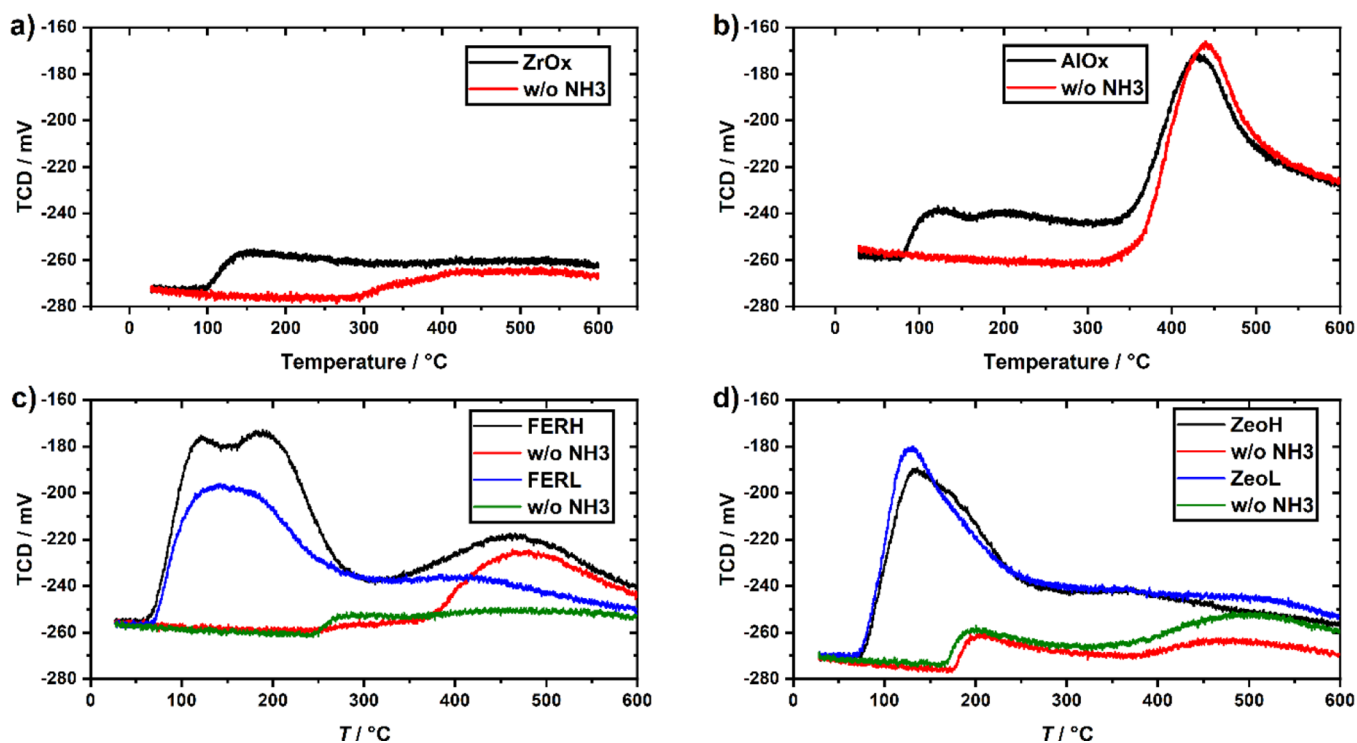 a)
ZrOx
w/o NH3
TCD / mV
-160
-180
-200
-220
-240
-260
-280
0 100 200 300 400 500 600
Temperature / °C
b)
AlOx
w/o NH3
TCD / mV
-160
-180
-200
-220
-240
-260
-280
0 100 200 300 400 500 600
Temperature / °C
c)
FERH
w/o NH3
FERL
w/o NH3
TCD / mV
-160
-180
-200
-220
-240
-260
-280
0 100 200 300 400 500 600
T / °C
d)
ZeoH
w/o NH3
ZeoL
w/o NH3
TCD / mV
-160
-180
-200
-220
-240
-260
-280
0 100 200 300 400 500 600
T / °C